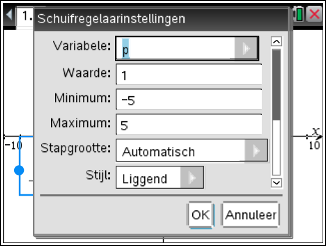 1.
Schuifregelaarinstellingen
Variabele: p
Waarde: 1
Minimum: -5
Maximum: 5
Stapgrootte: Automatisch
Stijl: Liggend
-10
10
OK Annuleer